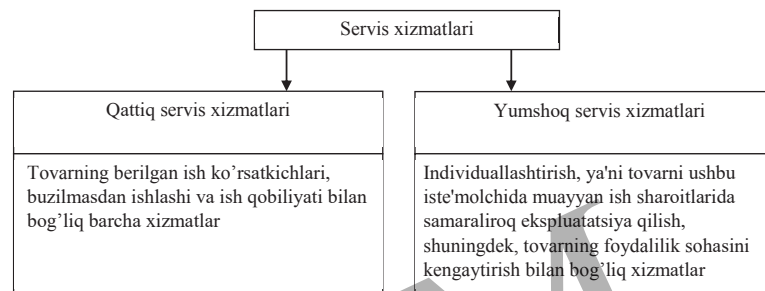 Servis xizmatlari
Qattiq servis xizmatlari
Tovarning berilgan ish ko’rsatkichlari,
buzilmasdan ishlashi va ish qobiliyati bilan
bog’liq barcha xizmatlar
Yumshoq servis xizmatlari
Individuallashtirish, ya'ni tovarni ushbu
iste'molchida muayyan ish sharoitlarida
samaraliroq ekspluatatsiya qilish,
shuningdek, tovarning foydalilik sohasini
kengaytirish bilan bog’liq xizmatlar